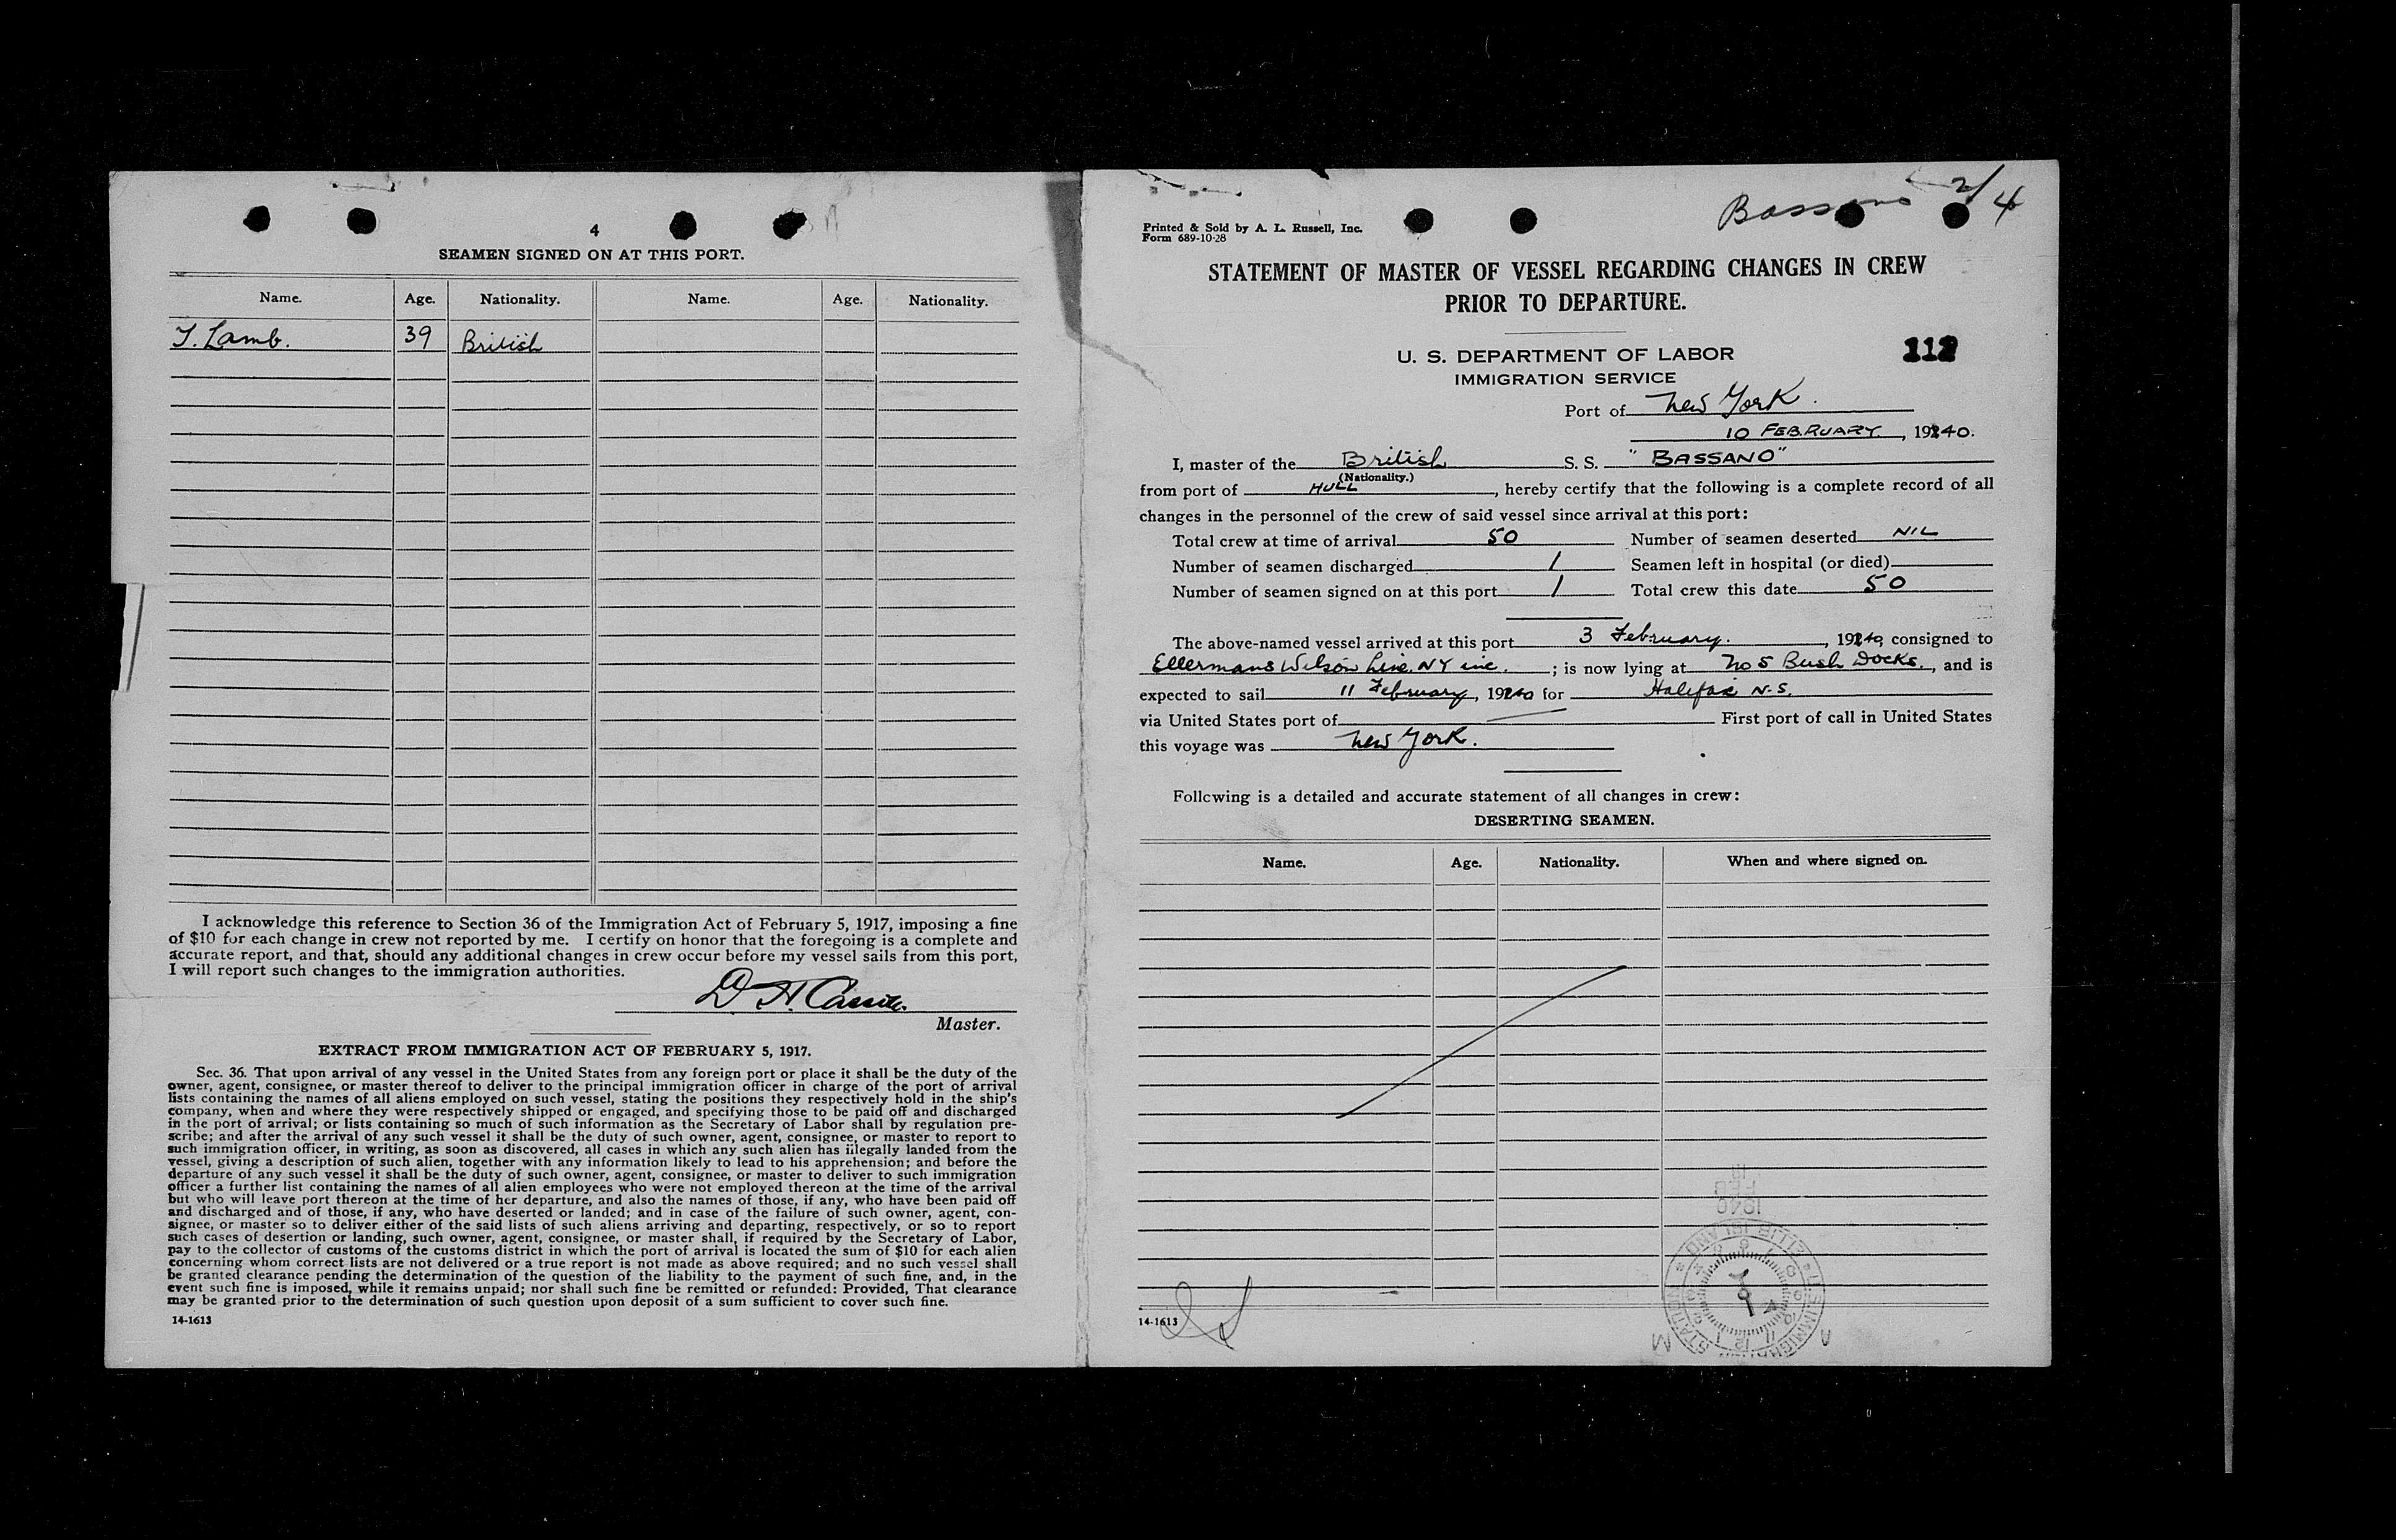 4
SEAMEN SIGNED ON AT THIS PORT.
Name. Age. Nationality. Name. Age. Nationality.
T. Lamb. 39 British
I acknowledge this reference to Section 36 of the Immigration Act of February 5, 1917, imposing a fine
of $10 for each change in crew not reported by me. I certify on honor that the foregoing is a complete and
accurate report, and that, should any additional changes in crew occur before my vessel sails from this port,
I will report such changes to the immigration authorities.
Master.
EXTRACT FROM IMMIGRATION ACT OF FEBRUARY 5, 1917.
Sec. 36. That upon arrival of any vessel in the United States from any foreign port or place it shall be the duty of the
owner, agent, consignee, or master thereof to deliver to the principal immigration officer in charge of the port of arrival
lists containing the names of all aliens employed on such vessel, stating the positions they respectively hold in the ship's
company, when and where they were respectively shipped or engaged, and specifying those to be paid off and discharged
in the port of arrival; or lists containing so much of such information as the Secretary of Labor shall by regulation pre-
scribe; and after the arrival of any such vessel it shall be the duty of such owner, agent, consignee, or master to report to
such immigration officer, in writing, as soon as discovered, all cases in which any such alien has illegally landed from the
vessel, giving a description of such alien, together with any information likely to lead to his apprehension; and before the
departure of any such vessel it shall be the duty of such owner, agent, consignee, or master to deliver to such immigration
officer a further list containing the names of all alien employees who were not employed thereon at the time of the arrival
but who will leave port thereon at the time of her departure, and also the names of those, if any, who have been paid off
and discharged and of those, if any, who have deserted or landed; and in case of the failure of such owner, agent, con-
signee, or master so to deliver either of the said lists of such aliens arriving and departing, respectively, or so to report
such cases of desertion or landing, such owner, agent, consignee, or master shall, if required by the Secretary of Labor,
pay to the collector of customs of the customs district in which the port of arrival is located the sum of $10 for each alien
concerning whom correct lists are not delivered or a true report is not made as above required; and no such vessel shall
be granted clearance pending the determination of the question of the liability to the payment of such fine, and, in the
event such fine is imposed, while it remains unpaid; nor shall such fine be remitted or refunded: Provided, That clearance
may be granted prior to the determination of such question upon deposit of a sum sufficient to cover such fine.
14-1613
Bassano 2/4
Printed & Sold by A. L. Russell, Inc.
Form 689-10-28
STATEMENT OF MASTER OF VESSEL REGARDING CHANGES IN CREW
PRIOR TO DEPARTURE.
112
U. S. DEPARTMENT OF LABOR
IMMIGRATION SERVICE
Port of New York.
10 FEBRUARY, 1940.
I, master of the British S. S. "BASSANO"
(Nationality.)
from port of HULL, hereby certify that the following is a complete record of all
changes in the personnel of the crew of said vessel since arrival at this port:
Total crew at time of arrival 50 Number of seamen deserted NIL
Number of seamen discharged 1 Seamen left in hospital (or died)
Number of seamen signed on at this port 1 Total crew this date 50
The above-named vessel arrived at this port 3 February., 1940, consigned to
Ellermans Wilson Line NY inc.; is now lying at No 5 Bush Docks., and is
expected to sail 11 February, 1940 for Halifax N.S.
via United States port of First port of call in United States
this voyage was New York.
Following is a detailed and accurate statement of all changes in crew:
DESERTING SEAMEN.
Name. Age. Nationality. When and where signed on.
1940
U.S. IMMIGRATION STATION * ELLIS ISLAND *
14-1613